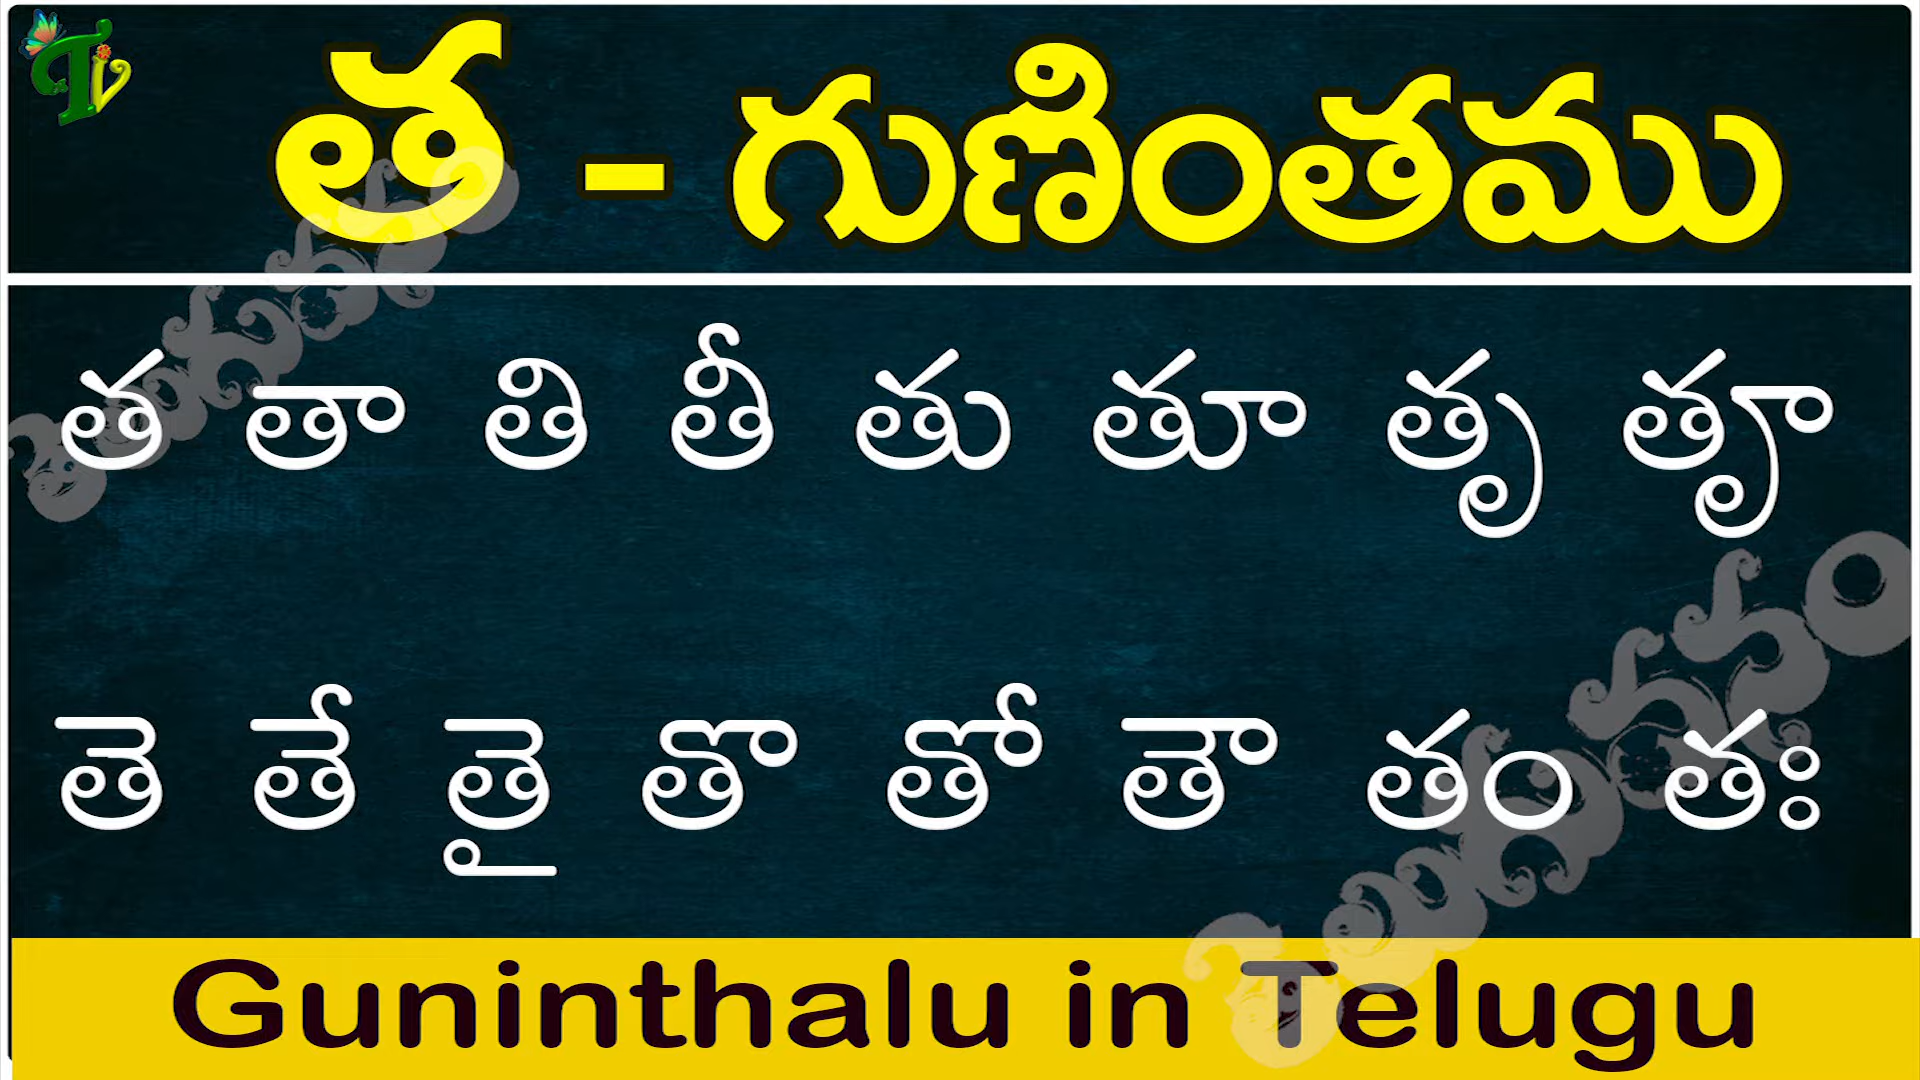 త - గుణింతము
త తా తి తీ తు తూ తృ తౄ
తె తే తై తొ తో తౌ తం తః
Guninthalu in Telugu